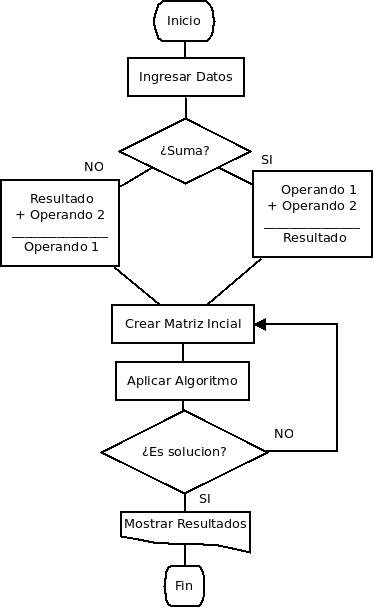 Inicio
Ingresar Datos
¿Suma?
NO
SI
Resultado
+ Operando 2
Operando 1
Operando 1
+ Operando 2
Resultado
Crear Matriz Incial
Aplicar Algoritmo
¿Es solucion?
NO
SI
Mostrar Resultados
Fin